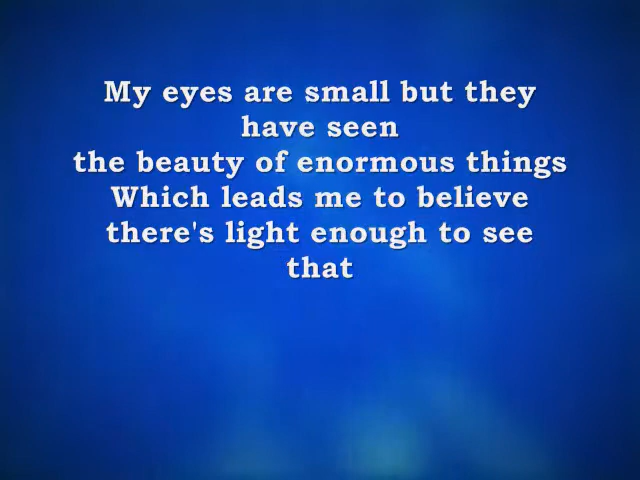 My eyes are small but they
have seen
the beauty of enormous things
Which leads me to believe
there's light enough to see
that